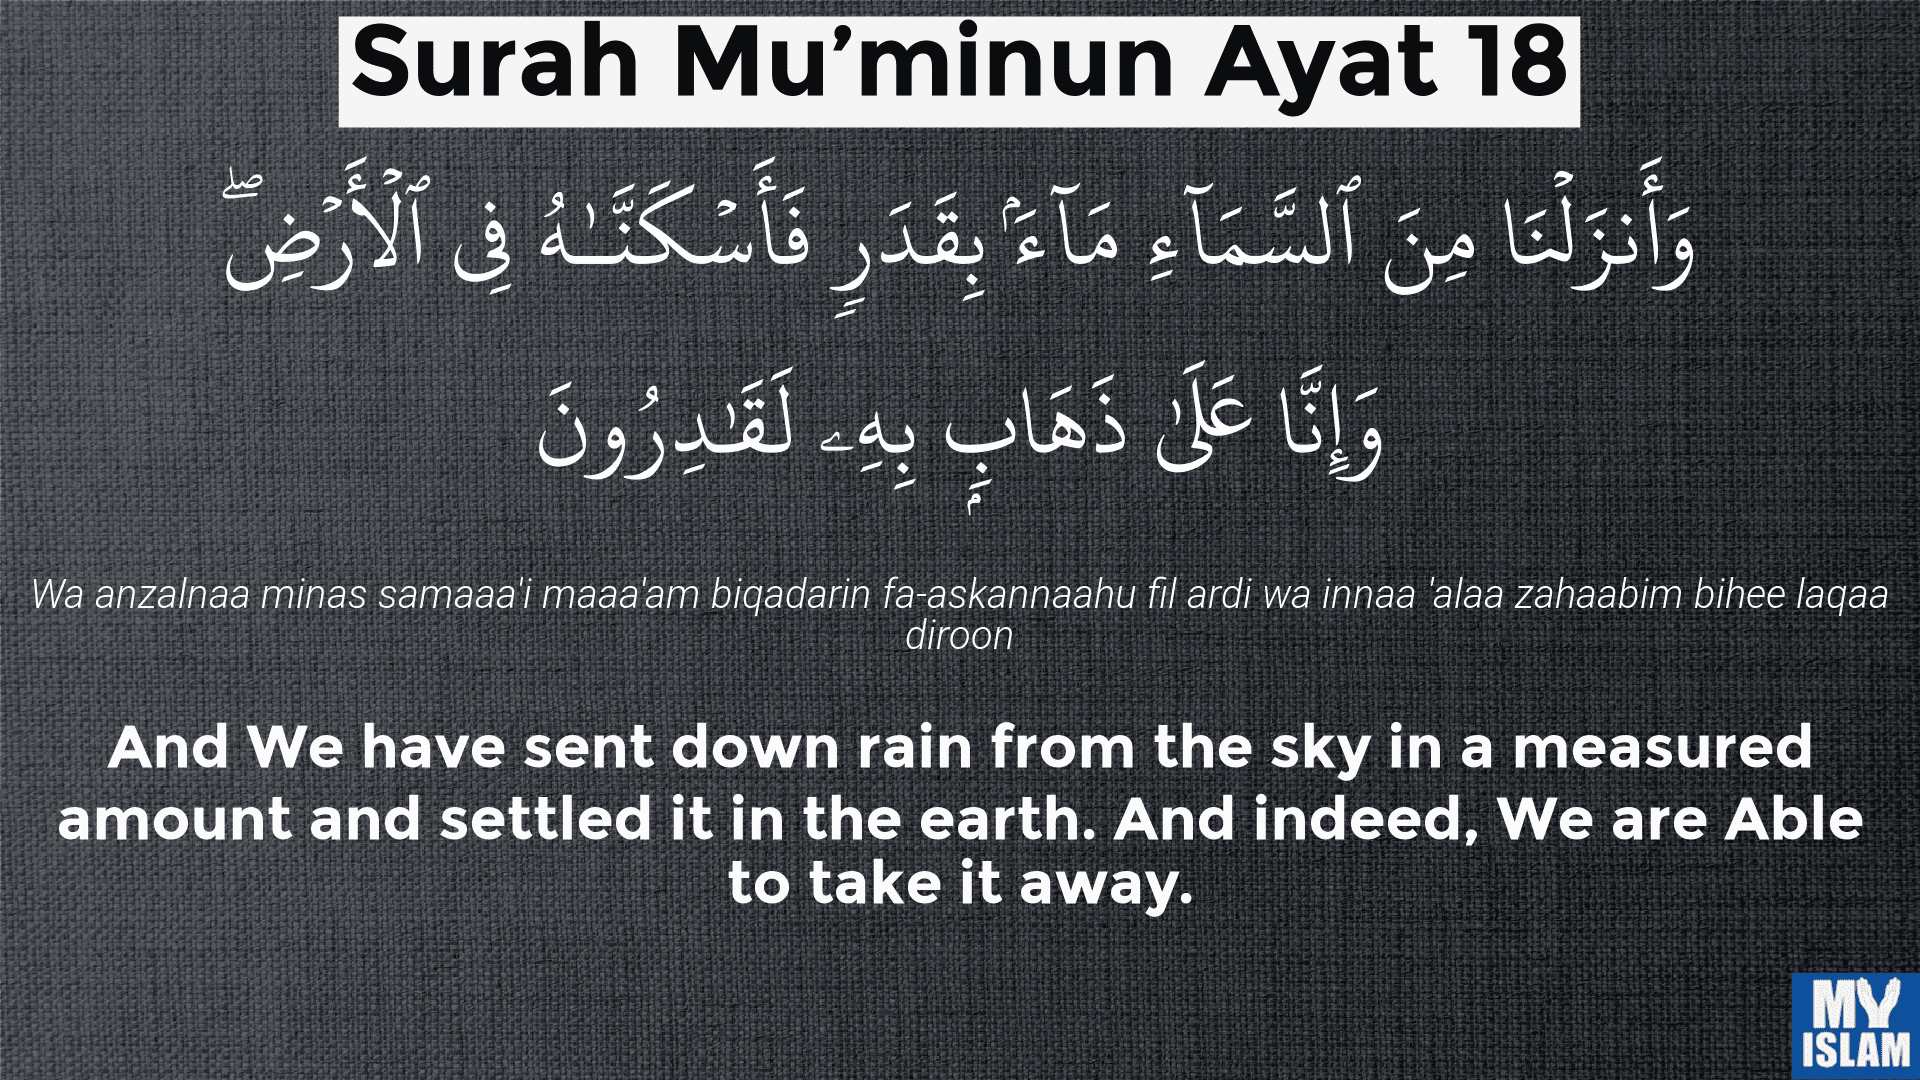 Surah Mu’minun Ayat 18
وَأَنزَلْنَا مِنَ ٱلسَّمَآءِ مَآءًۢ بِقَدَرٍ فَأَسْكَنَّـٰهُ فِى ٱلْأَرْضِ ۖ
وَإِنَّا عَلَىٰ ذَهَابٍۭ بِهِۦ لَقَـٰدِرُونَ
Wa anzalnaa minas samaaa'i maaa'am biqadarin fa-askannaahu fil ardi wa innaa 'alaa zahaabim bihee laqaa
diroon
And We have sent down rain from the sky in a measured
amount and settled it in the earth. And indeed, We are Able
to take it away.
MY
ISLAM